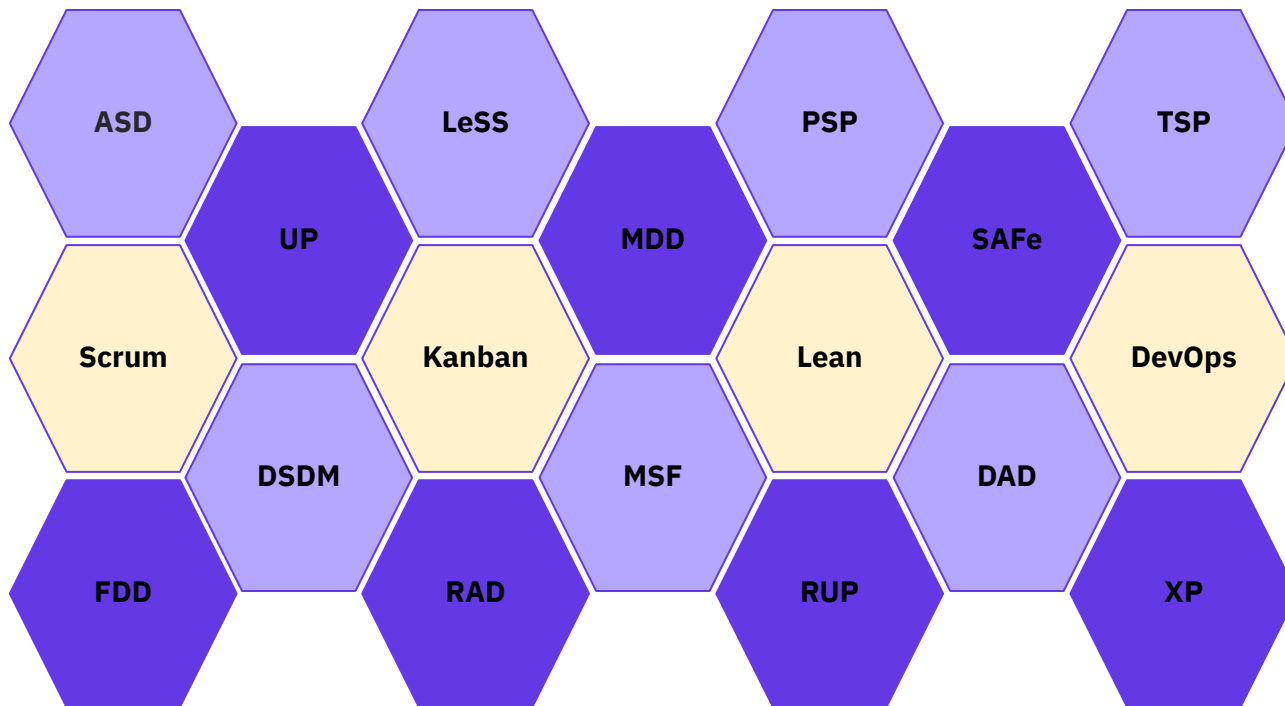 ASD
LeSS
PSP
TSP
UP
MDD
SAFe
Scrum
Kanban
Lean
DevOps
DSDM
MSF
DAD
FDD
RAD
RUP
XP